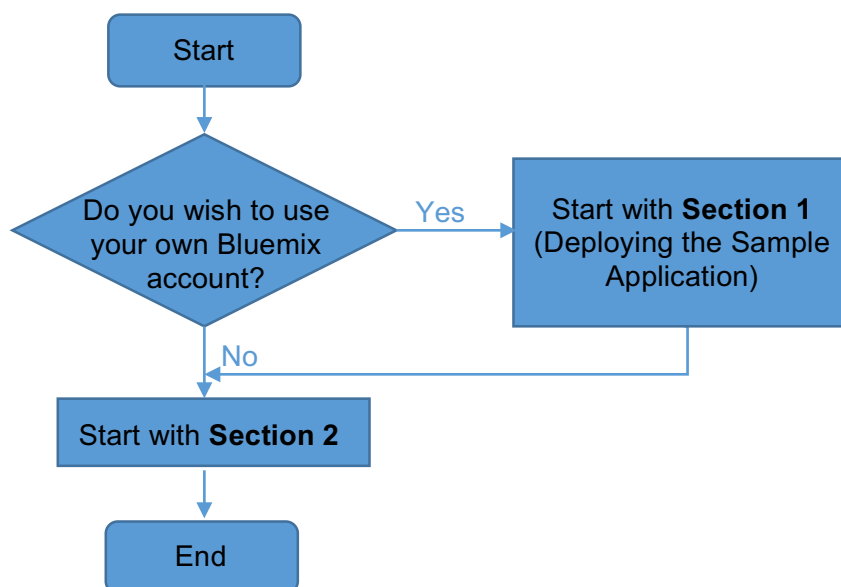 Start
Do you wish to use
your own Bluemix
account?
Yes
Start with Section 1
(Deploying the Sample
Application)
No
Start with Section 2
End